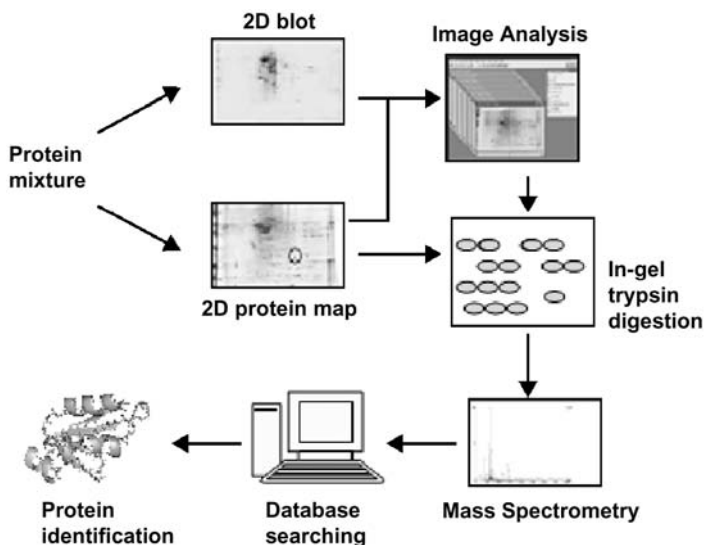 2D blot
Image Analysis
Protein
mixture
2D protein map
In-gel
trypsin
digestion
Mass Spectrometry
Database
searching
Protein
identification